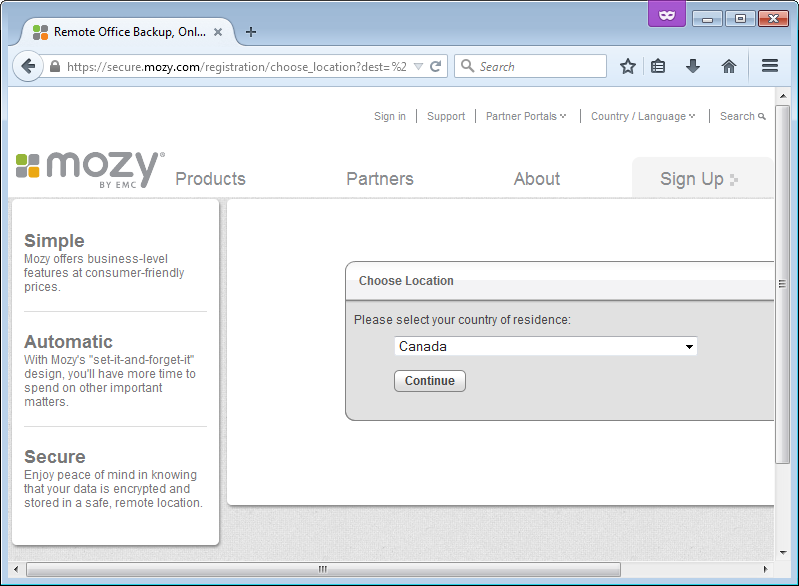 Remote Office Backup, Onl...
https://secure.mozy.com/registration/choose_location?dest=%2
Search
Sign in
Support
Partner Portals
Country / Language
Search
mozy
BY EMC
Products
Partners
About
Sign Up
Simple
Mozy offers business-level
features at consumer-friendly
prices.
Automatic
With Mozy's "set-it-and-forget-it"
design, you'll have more time to
spend on other important
matters.
Secure
Enjoy peace of mind in knowing
that your data is encrypted and
stored in a safe, remote location.
Choose Location
Please select your country of residence:
Canada
Continue